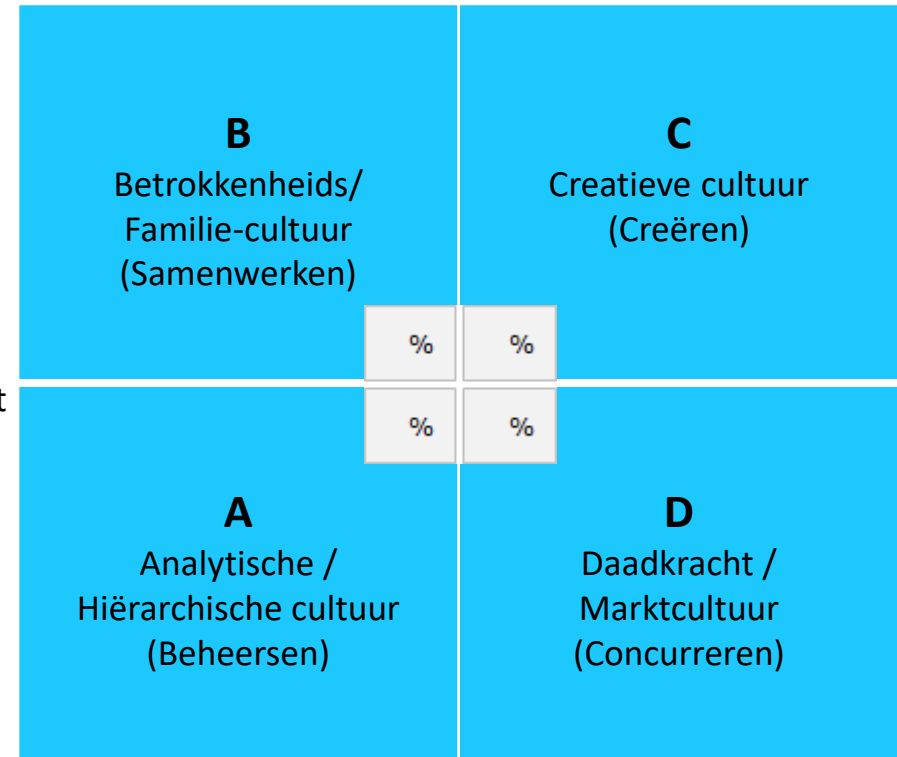 B
Betrokkenheids/
Familie-cultuur
(Samenwerken)
C
Creatieve cultuur
(Creëren)
%
%
t
%
%
A
Analytische /
Hiërarchische cultuur
(Beheersen)
D
Daadkracht /
Marktcultuur
(Concurreren)